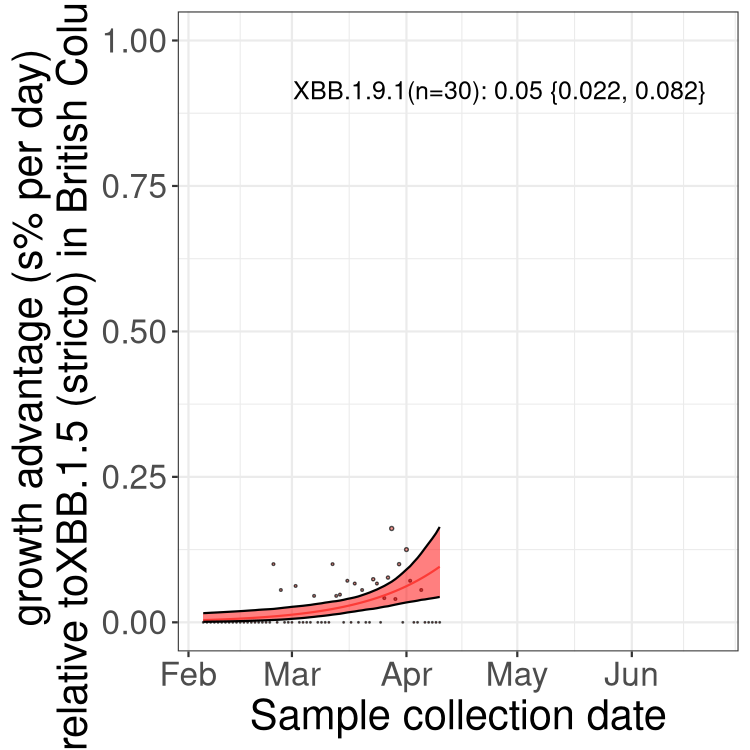 growth advantage (s% per day)
relative toXBB.1.5 (stricto) in British Colu
1.00
0.75
0.50
0.25
0.00
XBB.1.9.1(n=30): 0.05 {0.022, 0.082}
Feb Mar Apr May Jun
Sample collection date